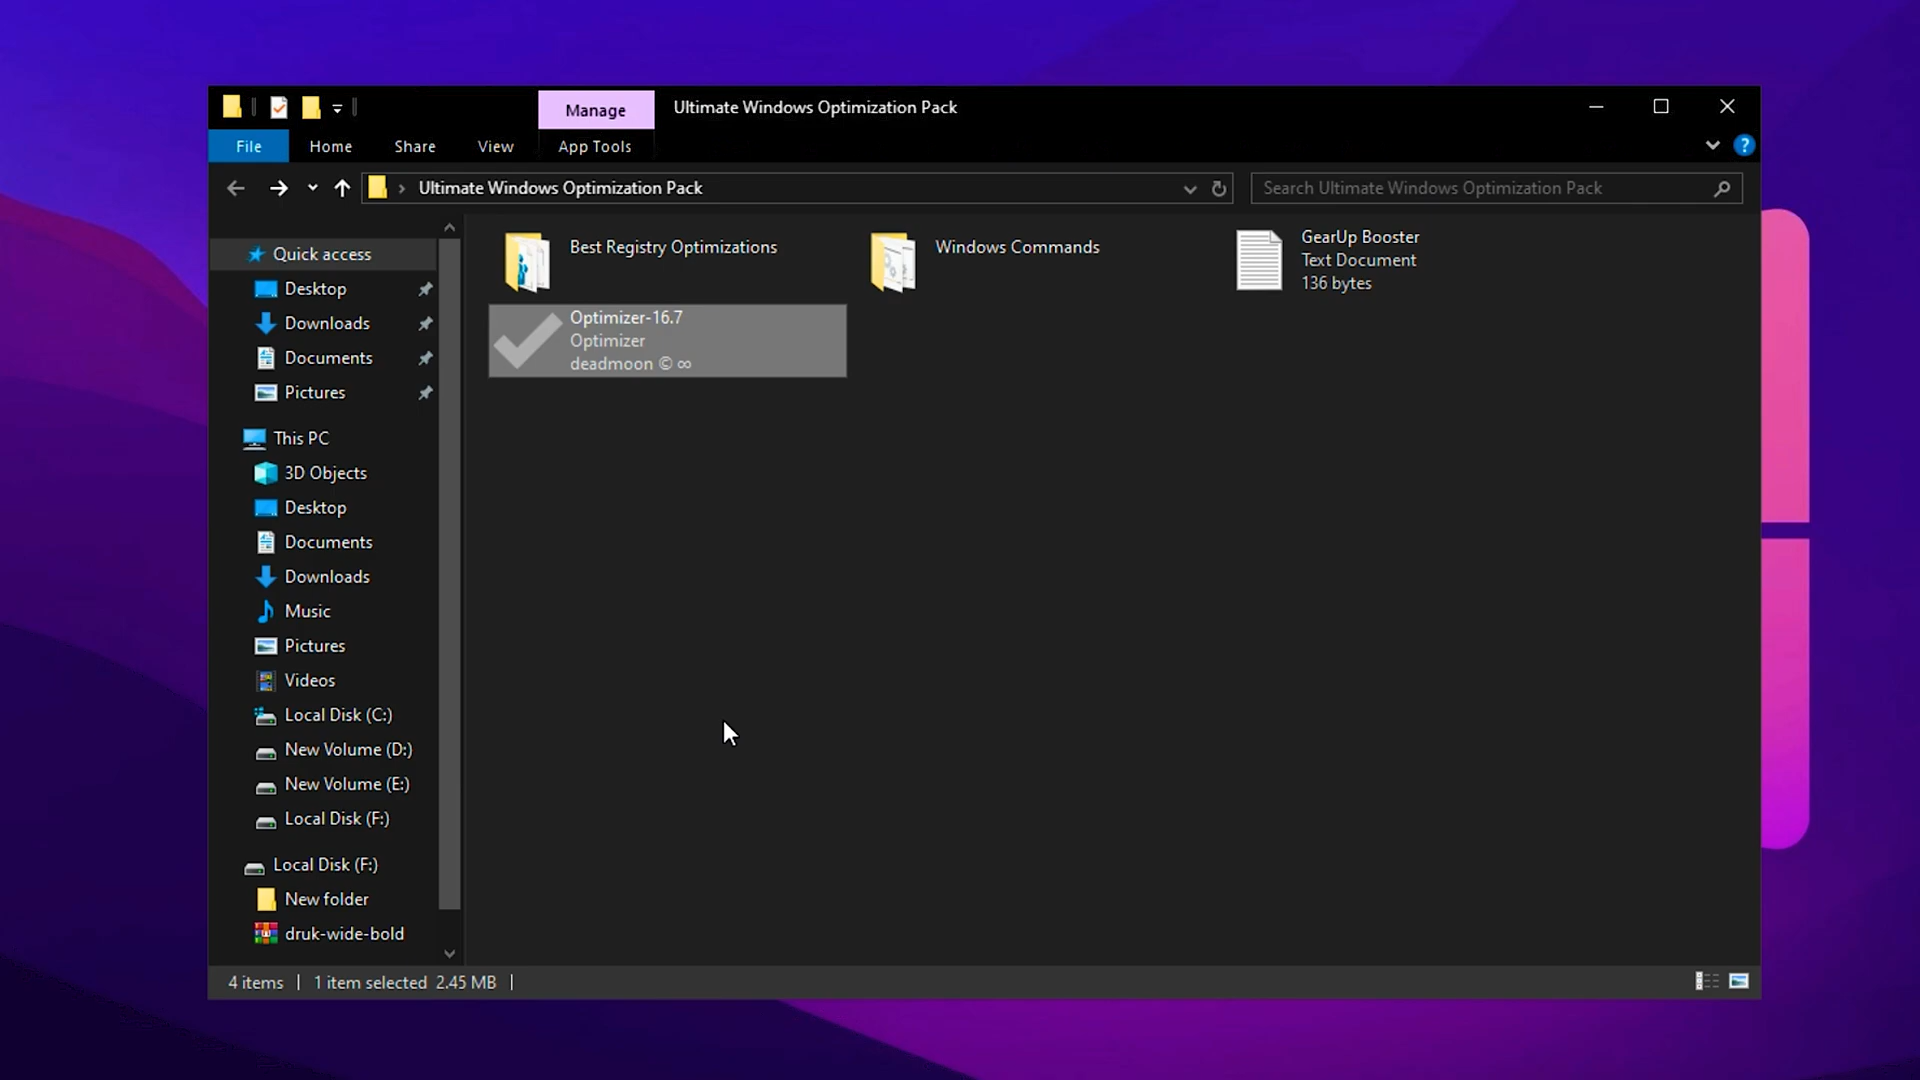 Manage
Ultimate Windows Optimization Pack
File
Home
Share
View
App Tools
?
Ultimate Windows Optimization Pack
Search Ultimate Windows Optimization Pack
Quick access
Desktop
Downloads
Documents
Pictures
This PC
3D Objects
Desktop
Documents
Downloads
Music
Pictures
Videos
Local Disk (C:)
New Volume (D:)
New Volume (E:)
Local Disk (F:)
Local Disk (F:)
New folder
druk-wide-bold
Best Registry Optimizations
Windows Commands
GearUp Booster
Text Document
136 bytes
Optimizer-16.7
Optimizer
deadmoon © ∞
4 items
1 item selected 2.45 MB